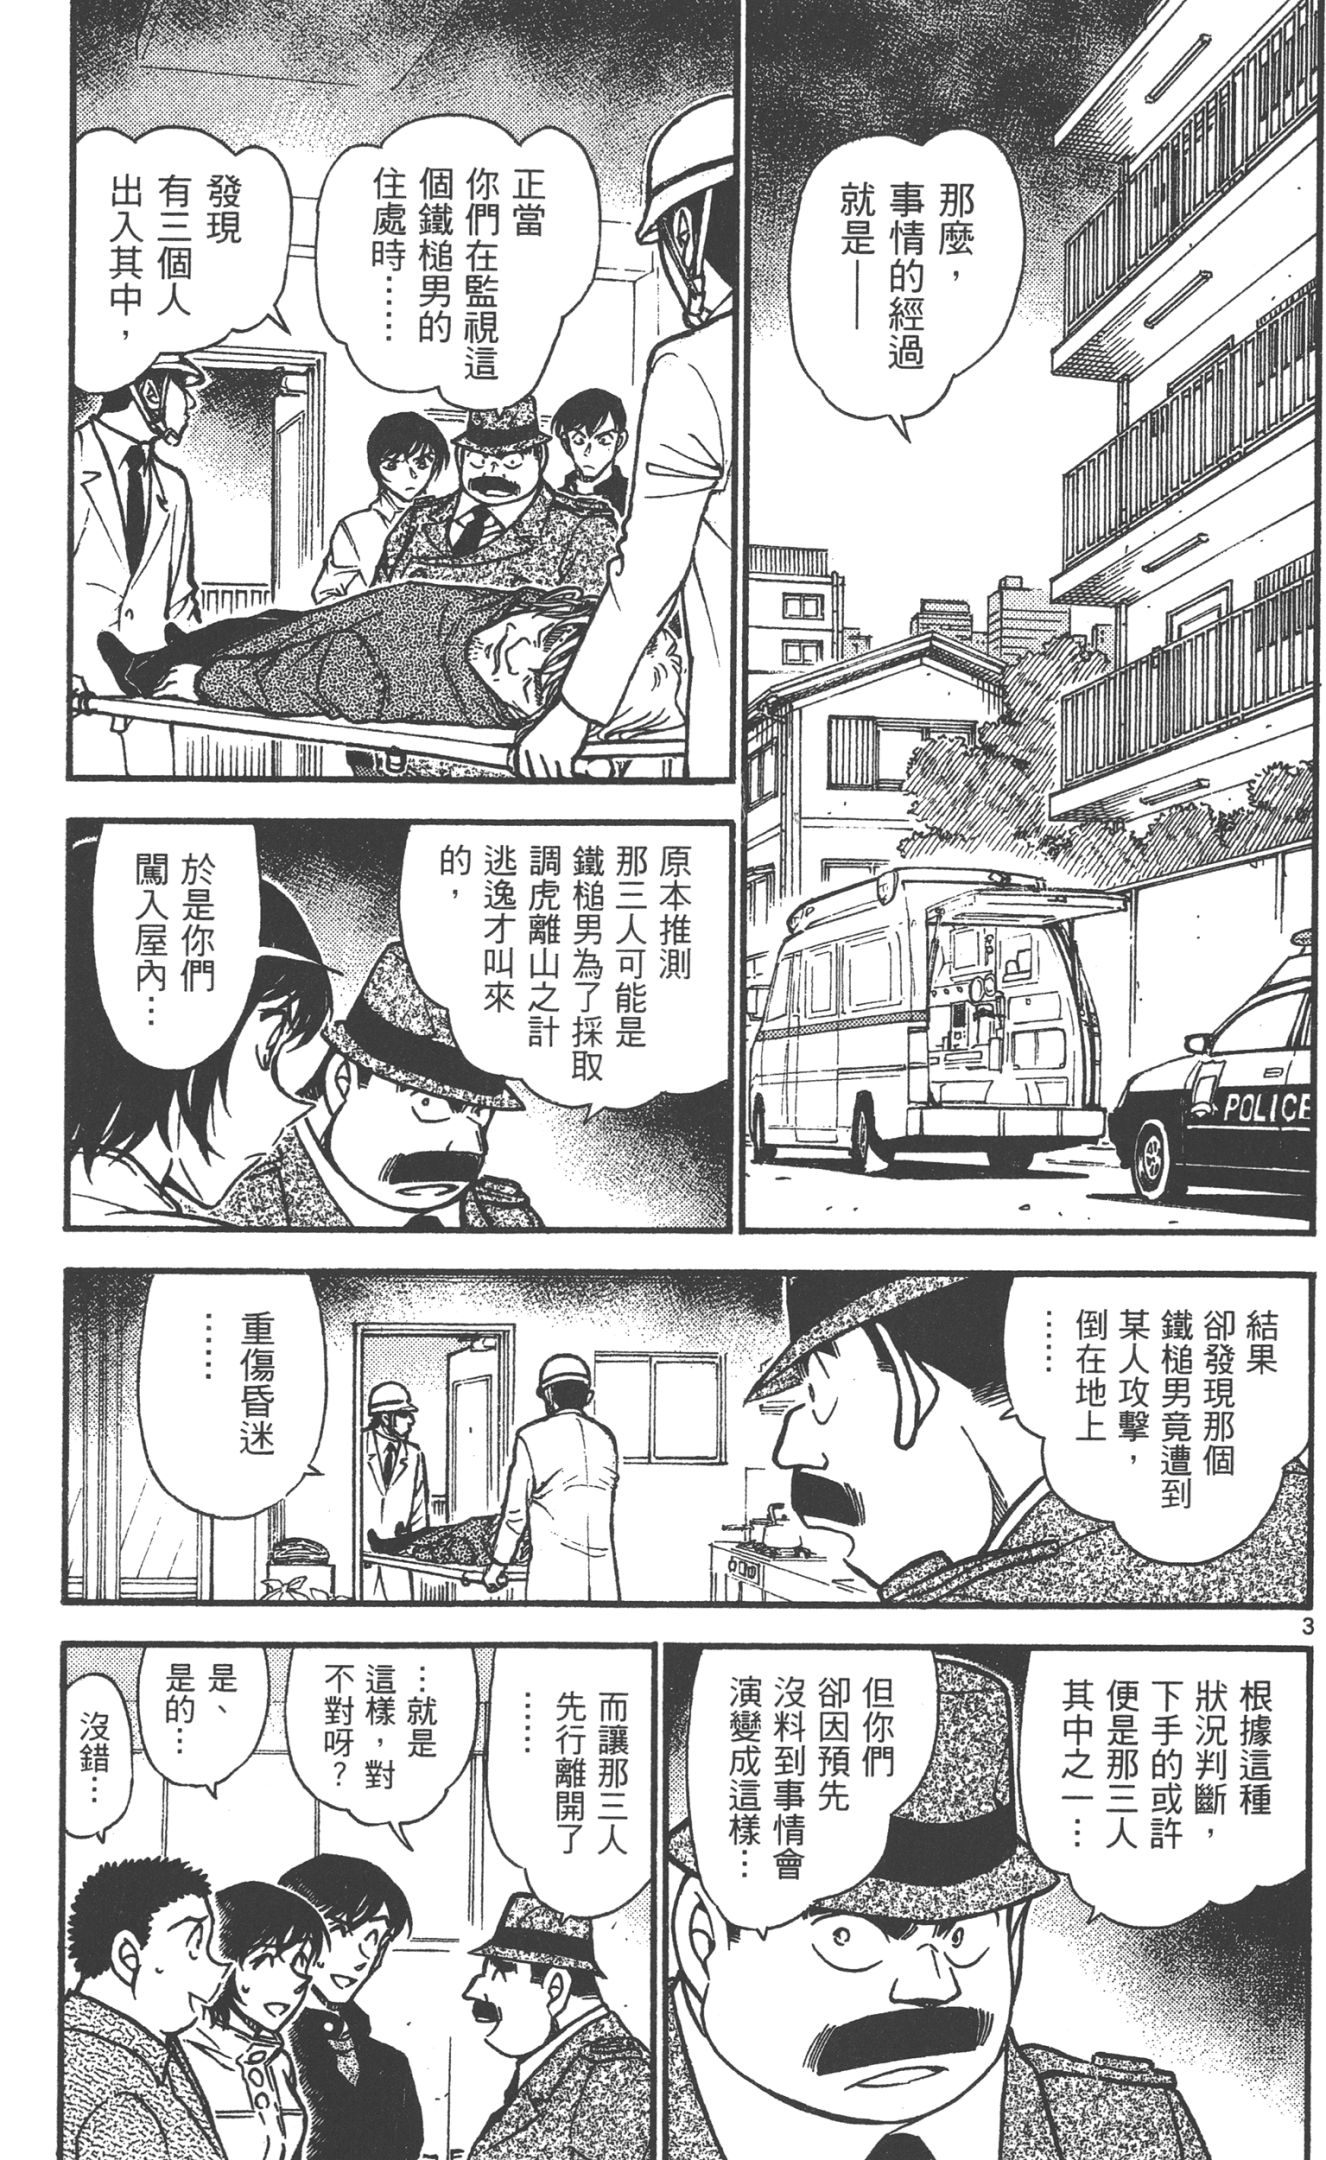 那麼，
事情的經過
就是——
POLICE
正當
你們在監視這
個鐵槌男的
住處時……
發現
有三個人
出入其中，
原本推測
那三人可能是
鐵槌男為了採取
調虎離山之計
逃逸才叫來
的，
於是你們
闖入屋內…
結果
卻發現那個
鐵槌男竟遭到
某人攻擊，
倒在地上
……
重傷昏迷
……
3
根據這種
狀況判斷，
下手的或許
便是那三人
其中之一…
但你們
卻因預先
沒料到事情會
演變成這樣…
而讓那三人
先行離開了
……
…就是
這樣，對
不對呀？
是、
是的…
沒錯…